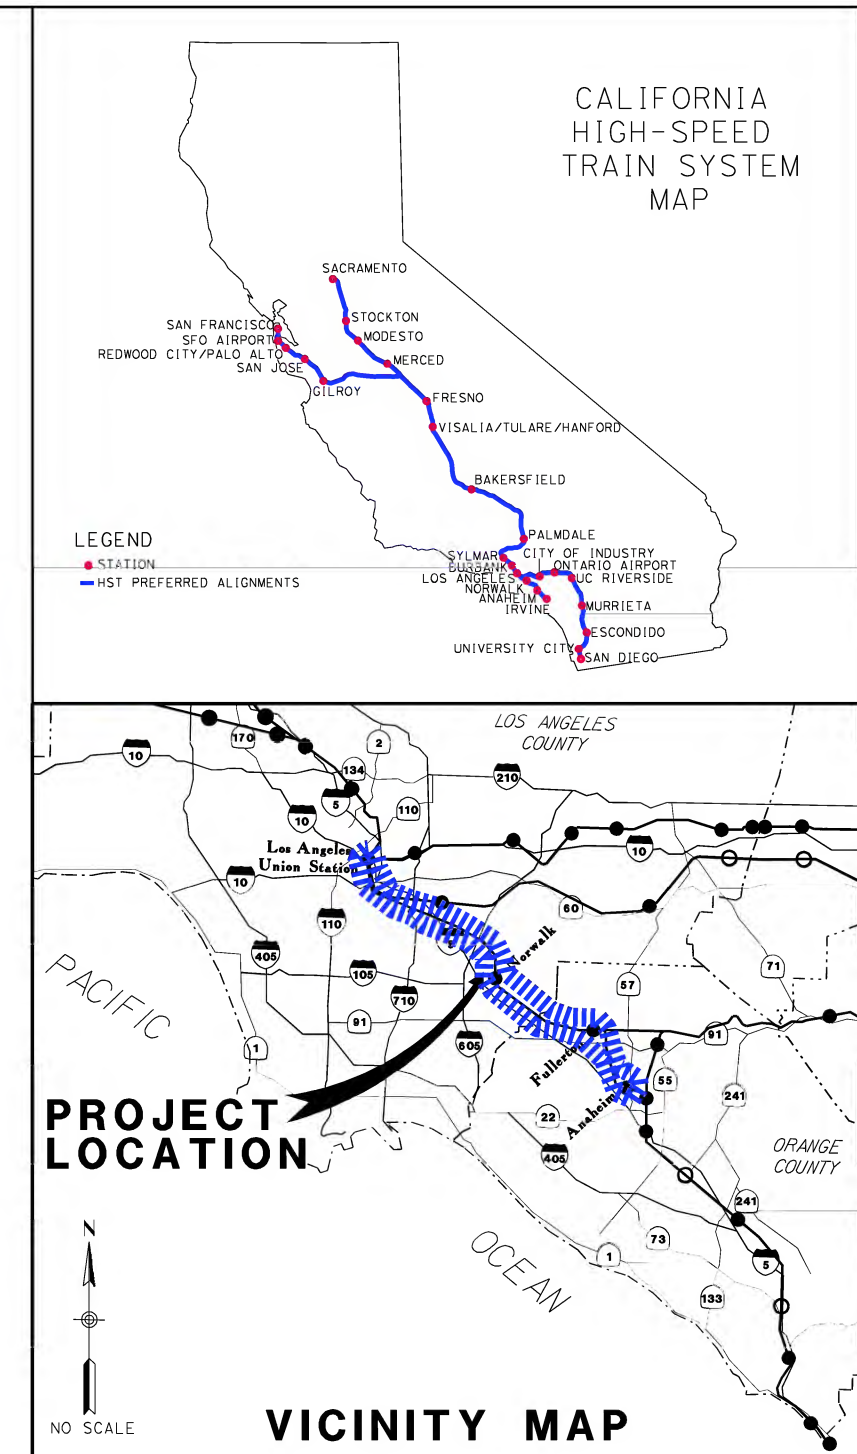 CALIFORNIA
HIGH-SPEED
TRAIN SYSTEM
MAP
SACRAMENTO
STOCKTON
SAN FRANCISCO
MODESTO
SFO AIRPORT
REDWOOD CITY/PALO ALTO
MERCED
SAN JOSE
GILROY
FRESNO
VISALIA/TULARE/HANFORD
BAKERSFIELD
PALMDALE
LEGEND
STATION
HST PREFERRED ALIGNMENTS
SYLMAR
CITY OF INDUSTRY
BURBANK
ONTARIO AIRPORT
LOS ANGELES
UC RIVERSIDE
NORWALK
ANAHEIM
IRVINE
MURRIETA
ESCONDIDO
UNIVERSITY CITY
SAN DIEGO
LOS ANGELES
COUNTY
170
2
10
134
210
5
110
10
Los Angeles
Union Station
10
10
60
110
5
405
Norwalk
105
71
57
710
PACIFIC
91
91
605
1
Fullerton
55
241
PROJECT
LOCATION
22
Anaheim
405
ORANGE
COUNTY
241
73
1
5
OCEAN
133
N
NO SCALE
VICINITY MAP